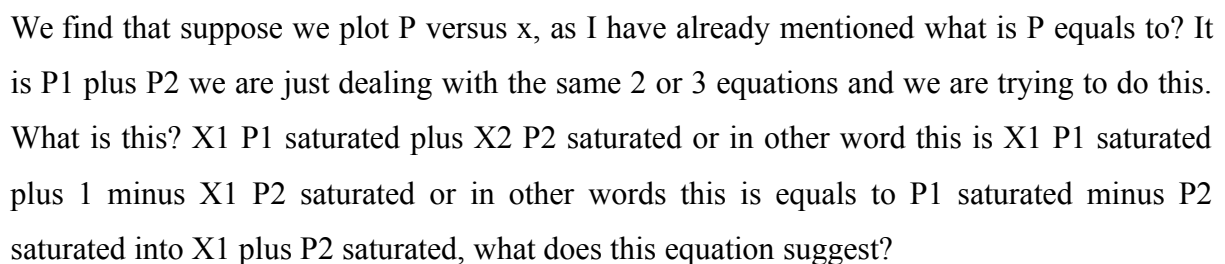 We find that suppose we plot P versus x, as I have already mentioned what is P equals to? It
is P1 plus P2 we are just dealing with the same 2 or 3 equations and we are trying to do this.
What is this? X1 P1 saturated plus X2 P2 saturated or in other word this is X1 P1 saturated
plus 1 minus X1 P2 saturated or in other words this is equals to P1 saturated minus P2
saturated into X1 plus P2 saturated, what does this equation suggest?